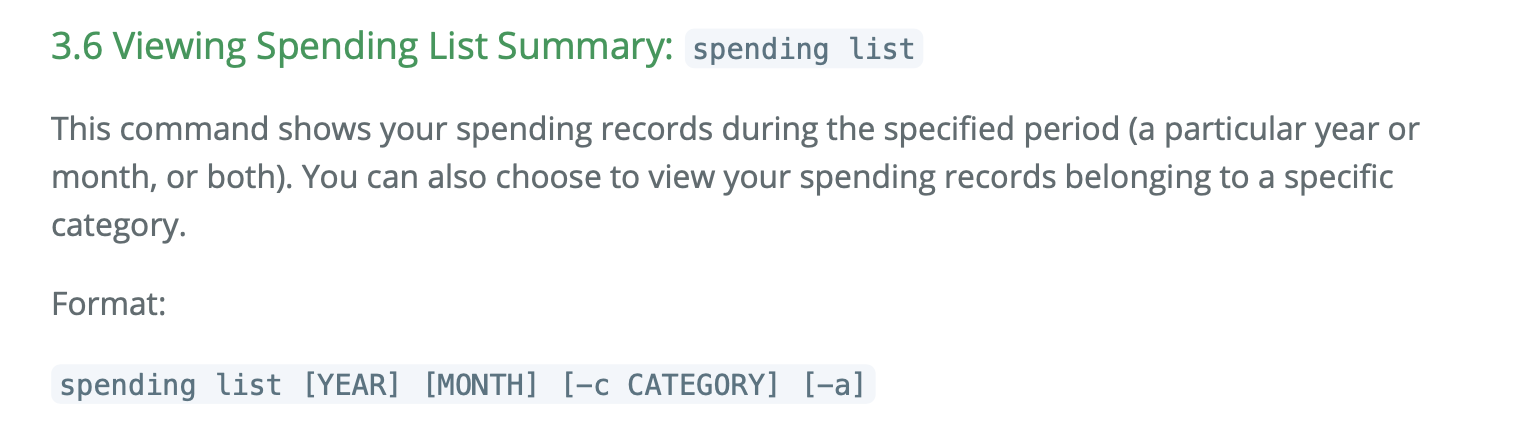 3.6 Viewing Spending List Summary: spending list
This command shows your spending records during the specified period (a particular year or
month, or both). You can also choose to view your spending records belonging to a specific
category.
Format:
spending list [YEAR] [MONTH] [-c CATEGORY] [-a]